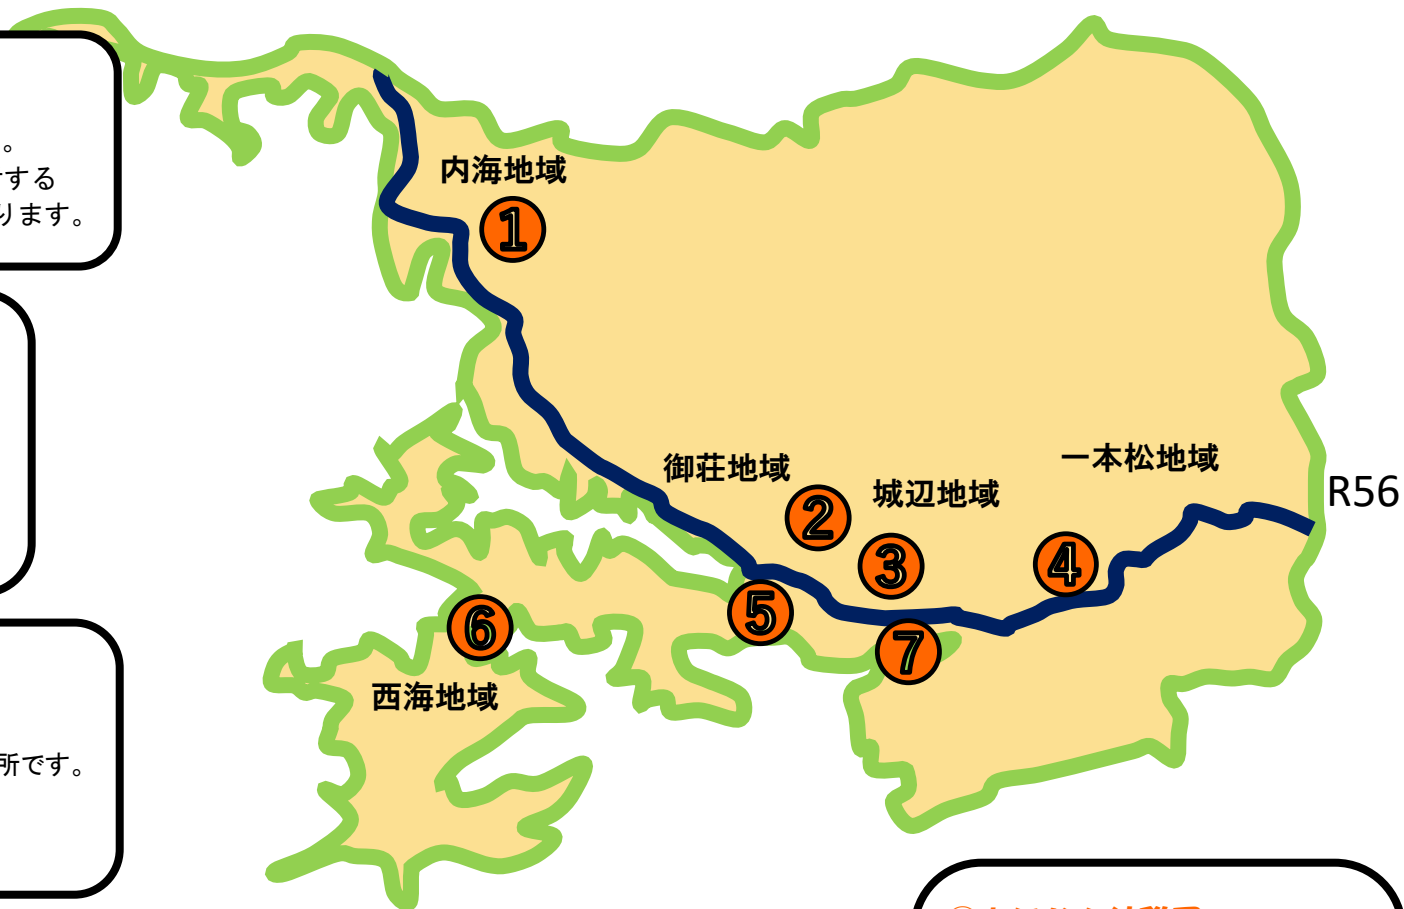 。
する
ります。
所です。
内海地域
①
御荘地域
②
城辺地域
③
一本松地域
④
R56
⑤
⑥
⑦
西海地域